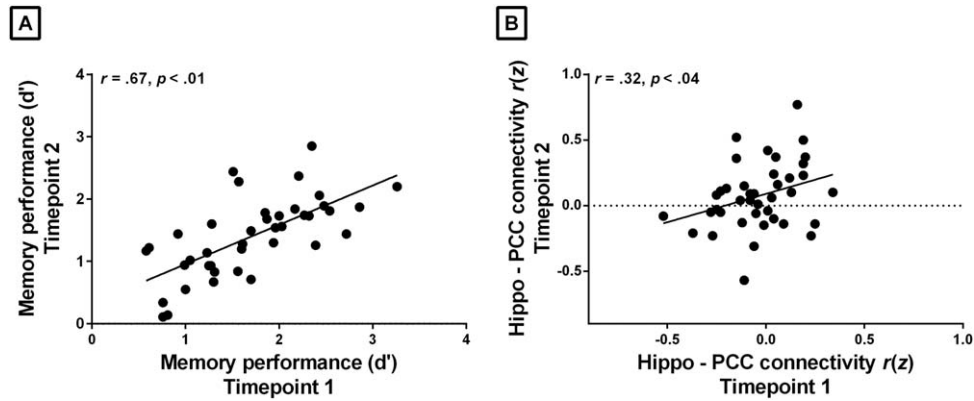 A
r = .67, p < .01
4
3
2
1
0
Memory performance (d')
Timepoint 2
0 1 2 3 4
Memory performance (d')
Timepoint 1
B
r = .32, p < .04
1.0
0.5
0.0
-0.5
Hippo - PCC connectivity r(z)
Timepoint 2
-0.5 0.0 0.5 1.0
Hippo - PCC connectivity r(z)
Timepoint 1